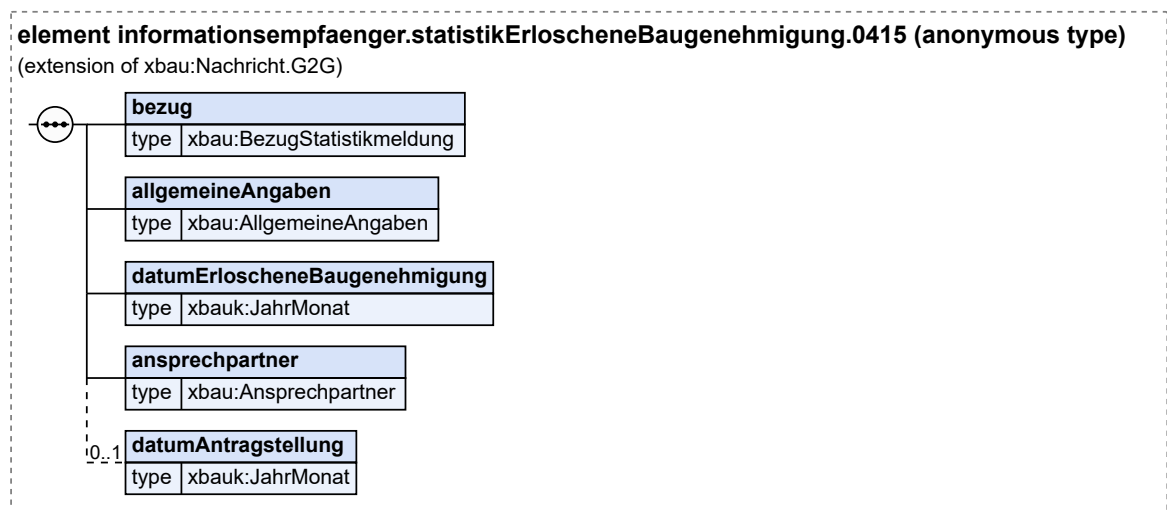 element informationsempfaenger.statistikErloscheneBaugenehmigung.0415 (anonymous type)
(extension of xbau:Nachricht.G2G)
bezug
type xbau:BezugStatistikmeldung
allgemeineAngaben
type xbau:AllgemeineAngaben
datumErloscheneBaugenehmigung
type xbauk:JahrMonat
ansprechpartner
type xbau:Ansprechpartner
0..1 datumAntragstellung
type xbauk:JahrMonat